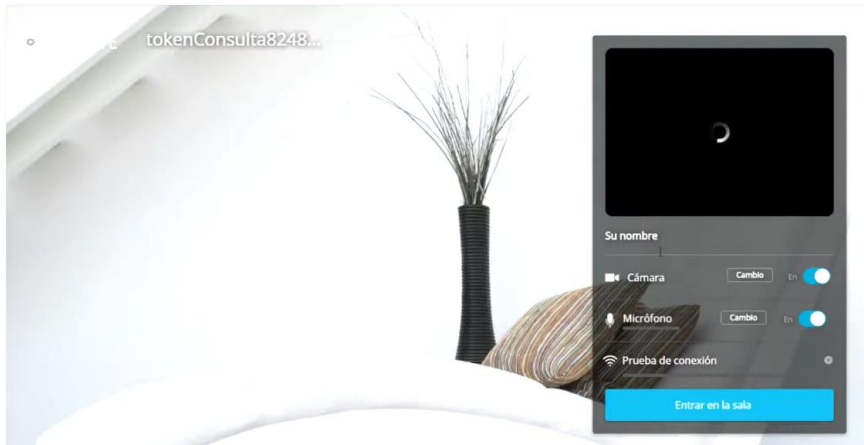 tokenConsulta8248...
Su nombre
Cámara Cambio En
Micrófono Cambio En
Prueba de conexión
Entrar en la sala